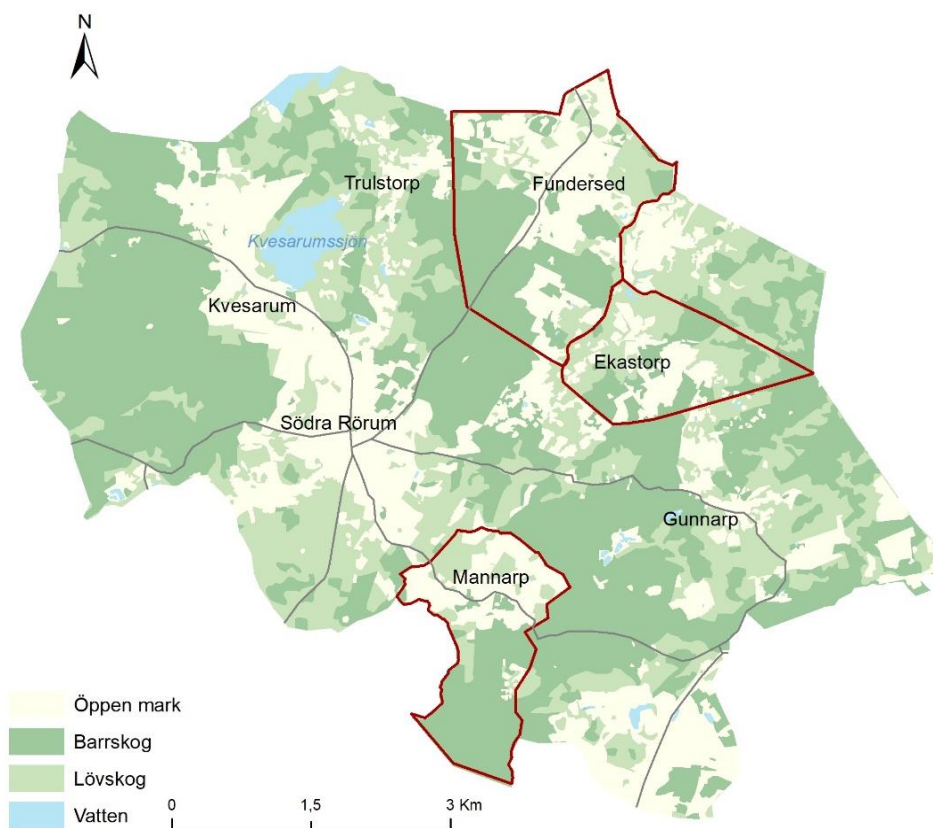 N
Trulstorp
Fundersed
Kvesarumssjön
Kvesarum
Ekastorp
Södra Rörum
Gunnarp
Mannarp
Öppen mark
Barrskog
Lövskog
Vatten
0 1,5 3 Km